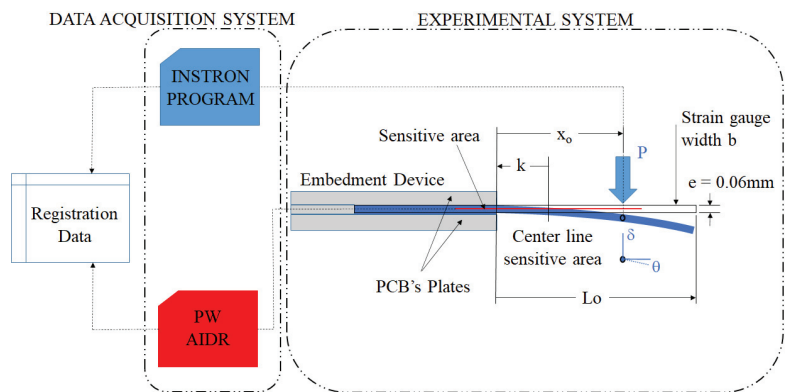 DATA ACQUISITION SYSTEM
EXPERIMENTAL SYSTEM
INSTRON
PROGRAM
Registration
Data
PW
AIDR
Embedment Device
Sensitive area
PCB's Plates
xo
k
P
Strain gauge
width b
e = 0.06mm
Center line
sensitive area
δ
θ
Lo